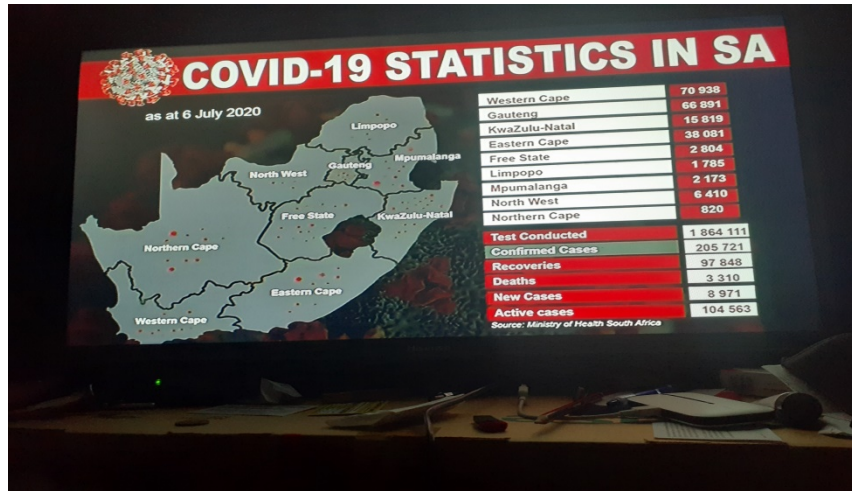 COVID-19 STATISTICS IN SA
as at 6 July 2020
Limpopo
Mpumalanga
Gauteng
North West
Free State
KwaZulu-Natal
Northern Cape
Eastern Cape
Western Cape
Western Cape 70 938
Gauteng 66 891
KwaZulu-Natal 15 819
Eastern Cape 38 081
Free State 2 804
Limpopo 1 785
Mpumalanga 2 173
North West 6 410
Northern Cape 820
Test Conducted 1 864 111
Confirmed Cases 205 721
Recoveries 97 848
Deaths 3 310
New Cases 8 971
Active cases 104 563
Source: Ministry of Health South Africa